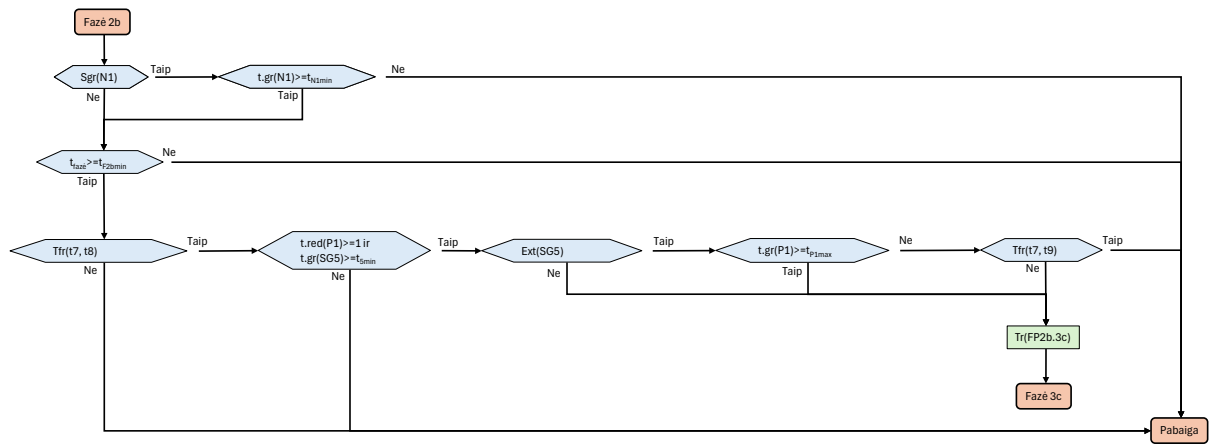 Fazė 2b
Sgr(N1)
Taip
t.gr(N1)>=tN1min
Ne
Ne
Taip
tfazė>=tF2bmin
Ne
Taip
Tfr(t7, t8)
Taip
t.red(P1)>=1 ir
t.gr(SG5)>=t5min
Taip
Ext(SG5)
Taip
t.gr(P1)>=tP1max
Ne
Tfr(t7, t9)
Taip
Ne
Ne
Ne
Taip
Ne
Tr(FP2b.3c)
Fazė 3c
Pabaiga